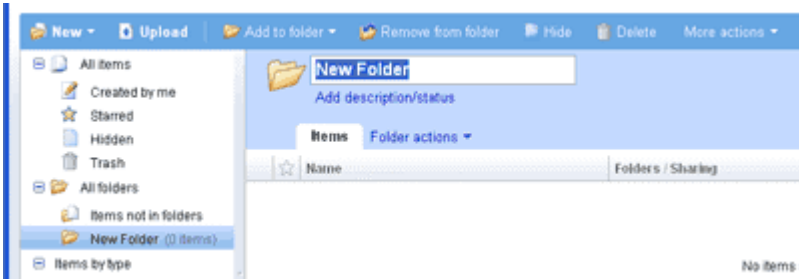 New Upload Add to folder Remove from folder Hide Delete More actions
All items
Created by me
Starred
Hidden
Trash
All folders
Items not in folders
New Folder (0 items)
Items by type
New Folder
Add description/status
Items Folder actions
Name Folders / Sharing
No items